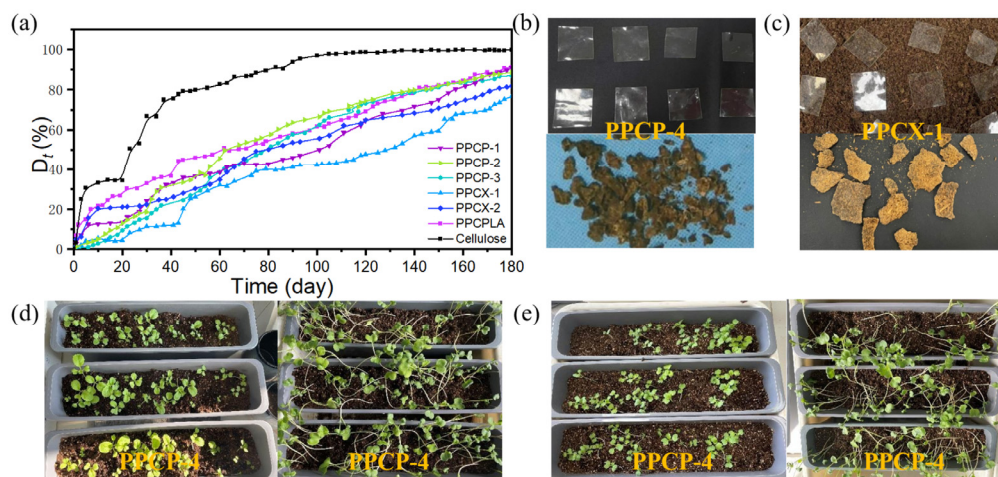 (a)
D_t (%)
100
80
60
40
20
0
PPCP-1
PPCP-2
PPCP-3
PPCX-1
PPCX-2
PPCPLA
Cellulose
0 20 40 60 80 100 120 140 160 180
Time (day)
(b)
PPCP-4
(c)
PPCX-1
(d)
PPCP-4
PPCP-4
(e)
PPCP-4
PPCP-4